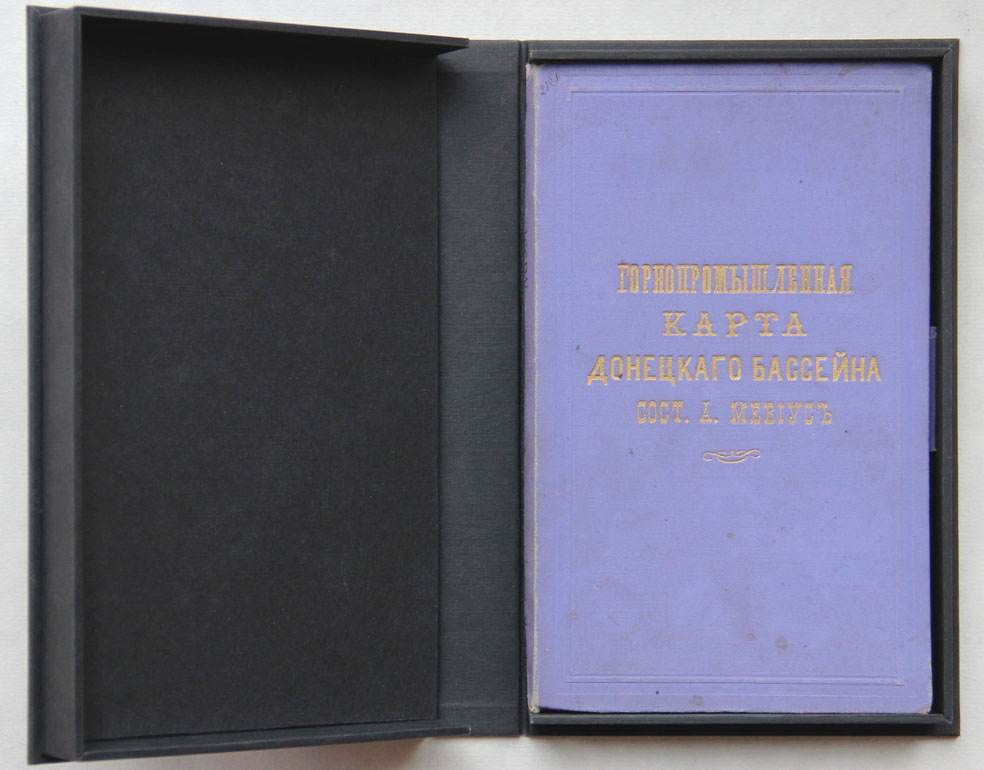 ГОРНОПРОМЫШЛЕННАЯ
КАРТА
ДОНЕЦКАГО БАССЕЙНА
СОСТ. А. МЕВІУСЪ